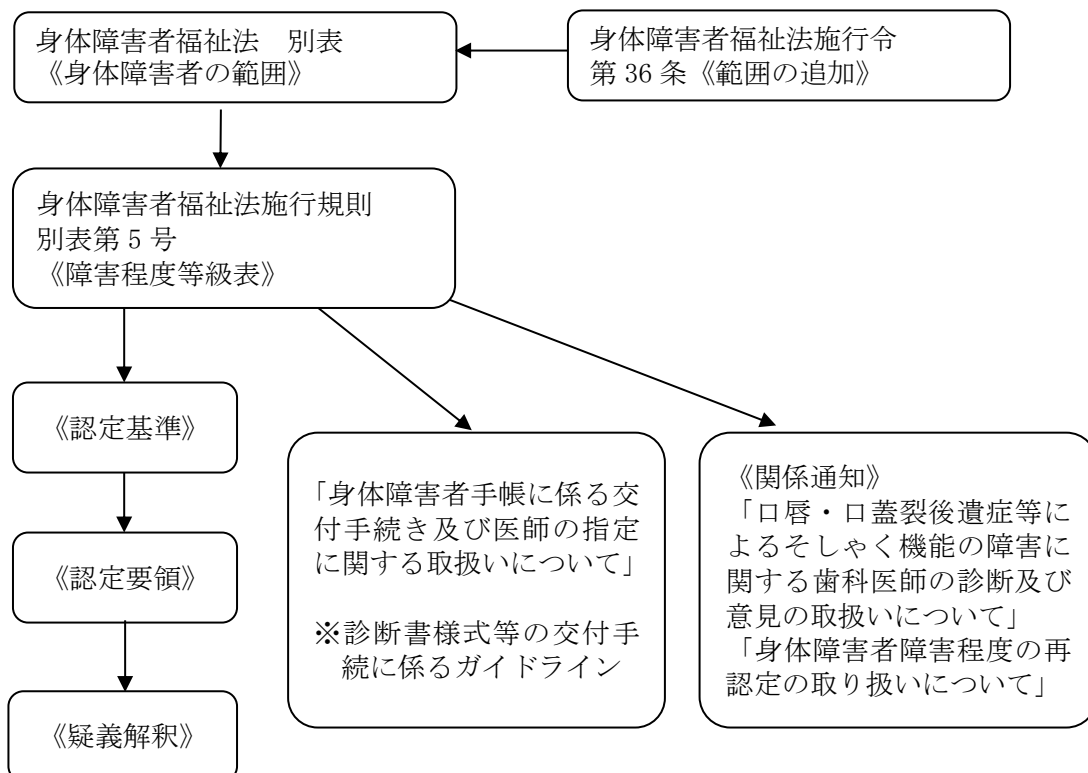 身体障害者福祉法　別表
《身体障害者の範囲》
身体障害者福祉法施行令
第 36 条《範囲の追加》
身体障害者福祉法施行規則
別表第 5 号
《障害程度等級表》
《認定基準》
《認定要領》
《疑義解釈》
「身体障害者手帳に係る交
付手続き及び医師の指定
に関する取扱いについて」
※診断書様式等の交付手
続に係るガイドライン
《関係通知》
「口唇・口蓋裂後遺症等に
よるそしゃく機能の障害に
関する歯科医師の診断及び
意見の取扱いについて」
「身体障害者障害程度の再
認定の取り扱いについて」